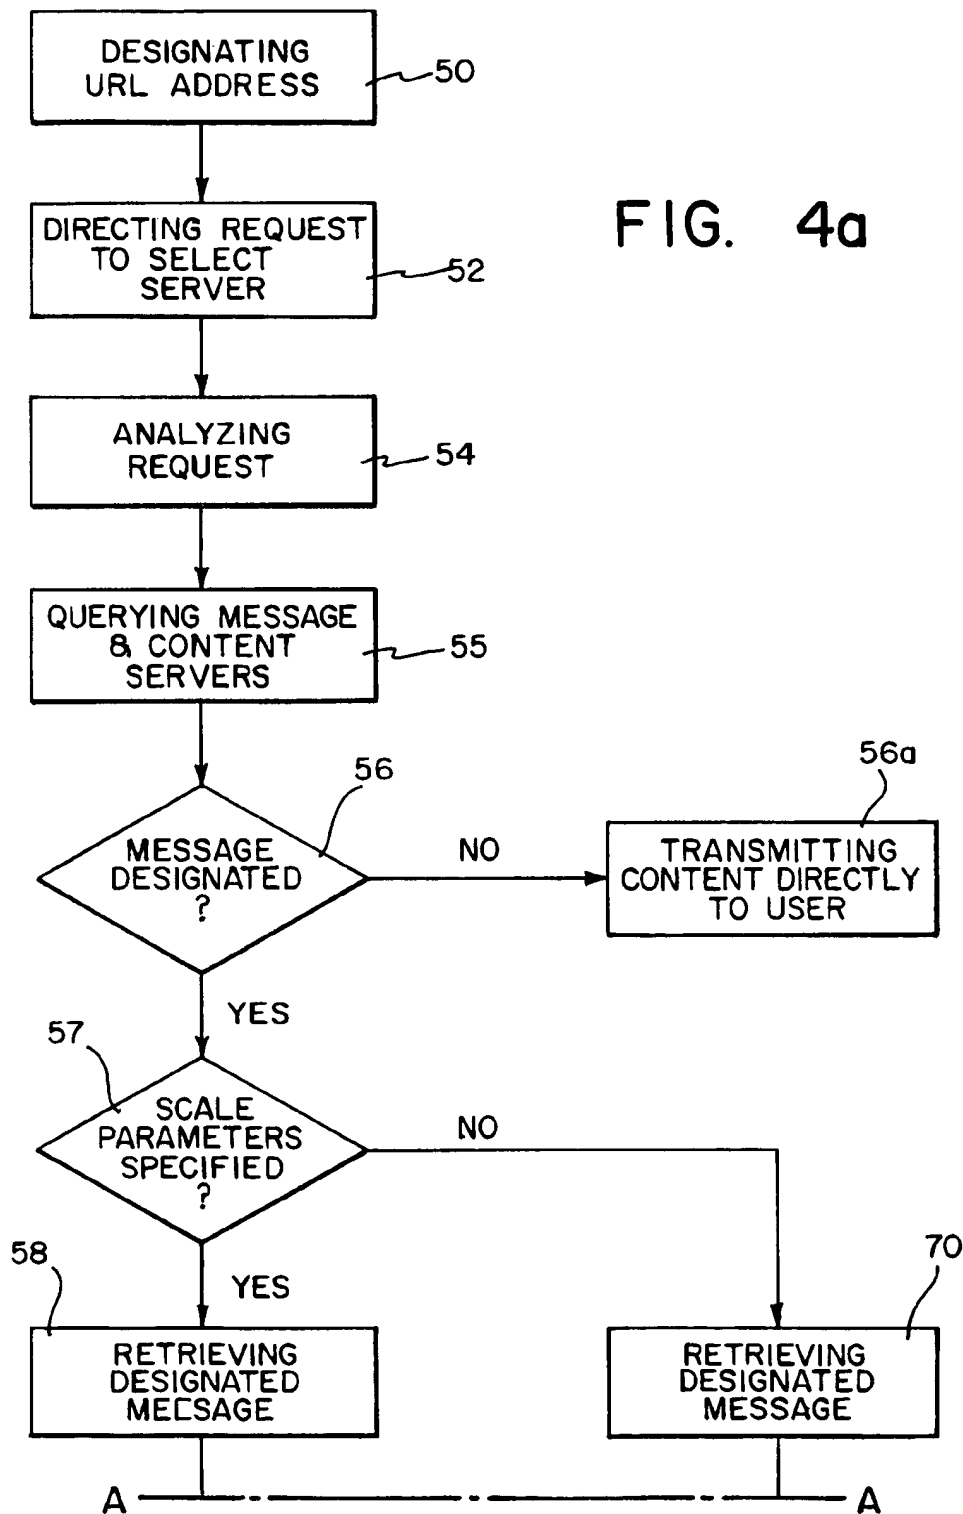 DESIGNATING
URL ADDRESS
50
DIRECTING REQUEST
TO SELECT
SERVER
52
FIG. 4a
ANALYZING
REQUEST
54
QUERYING MESSAGE
& CONTENT
SERVERS
55
MESSAGE
DESIGNATED
?
56
NO
56a
TRANSMITTING
CONTENT DIRECTLY
TO USER
YES
57
SCALE
PARAMETERS
SPECIFIED
?
NO
YES
58
RETRIEVING
DESIGNATED
MECSAGE
70
RETRIEVING
DESIGNATED
MESSAGE
A
A